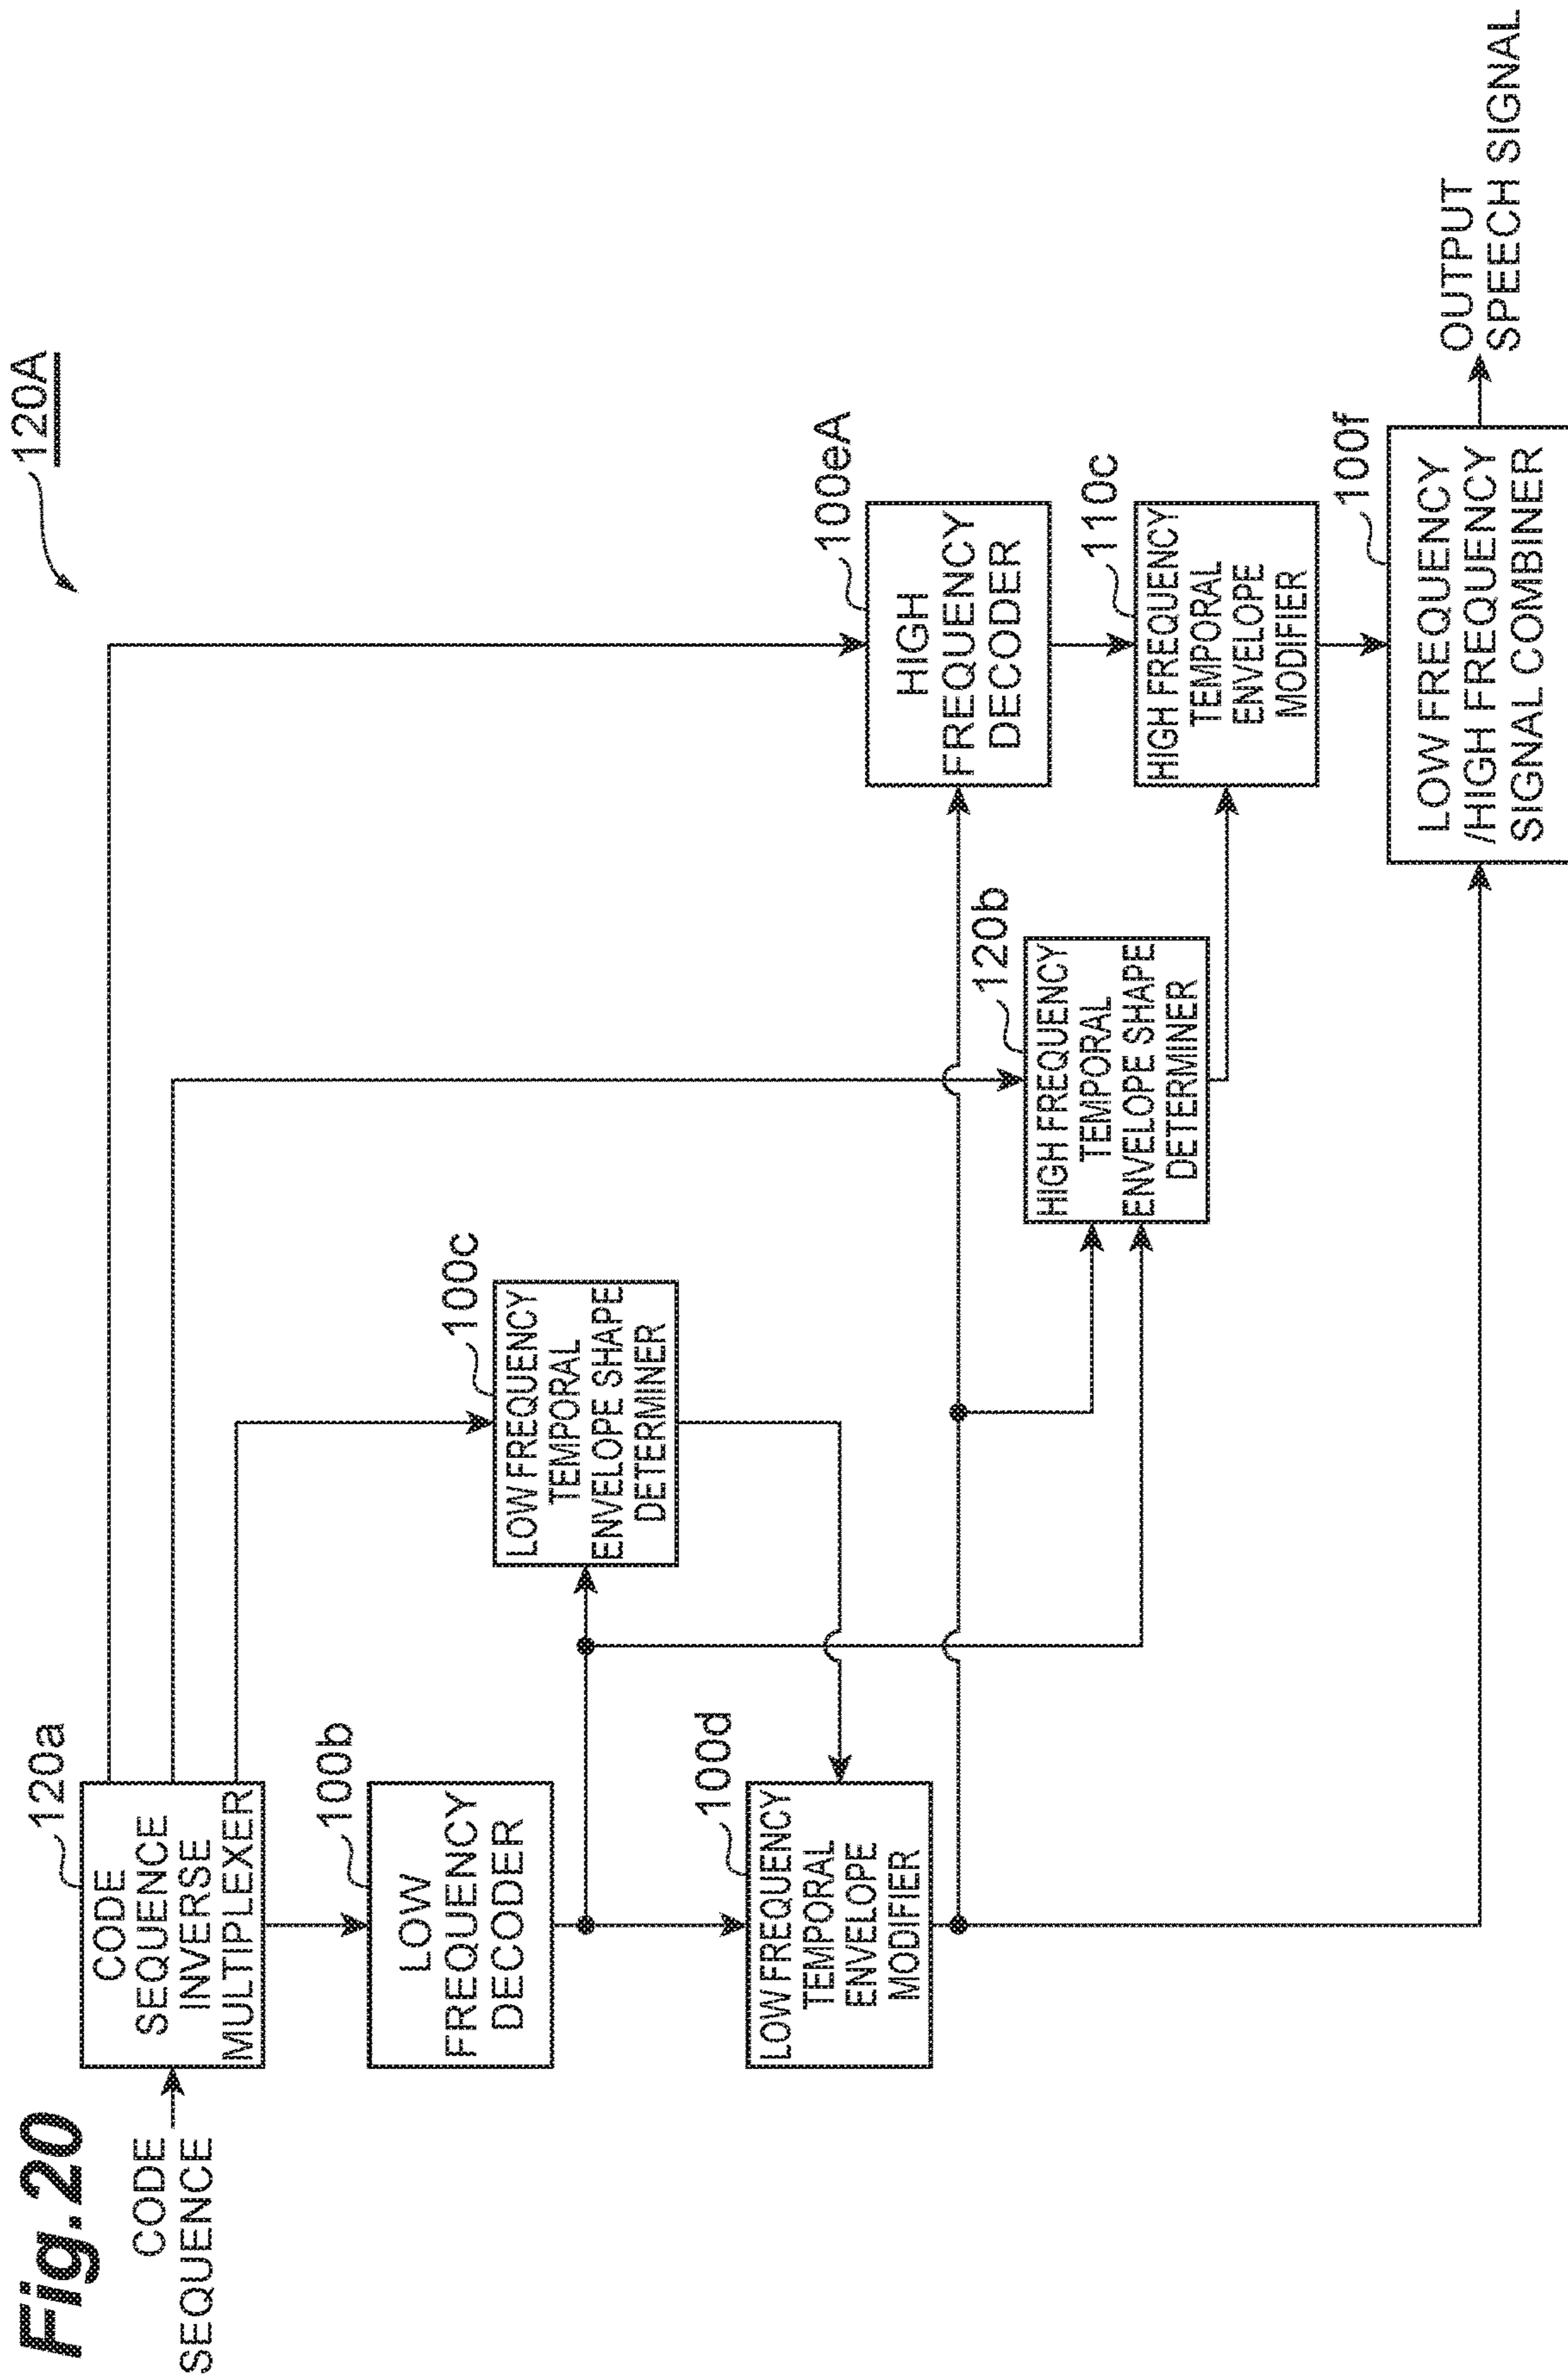 Fig.20
120A
CODE
SEQUENCE
120a
CODE
SEQUENCE
INVERSE
MULTIPLEXER
100b
LOW
FREQUENCY
DECODER
100c
LOW FREQUENCY
TEMPORAL
ENVELOPE SHAPE
DETERMINER
100d
LOW FREQUENCY
TEMPORAL
ENVELOPE
MODIFIER
120b
HIGH FREQUENCY
TEMPORAL
ENVELOPE SHAPE
DETERMINER
100eA
HIGH
FREQUENCY
DECODER
110c
HIGH FREQUENCY
TEMPORAL
ENVELOPE
MODIFIER
100f
LOW FREQUENCY
/HIGH FREQUENCY
SIGNAL COMBINER
OUTPUT
SPEECH SIGNAL